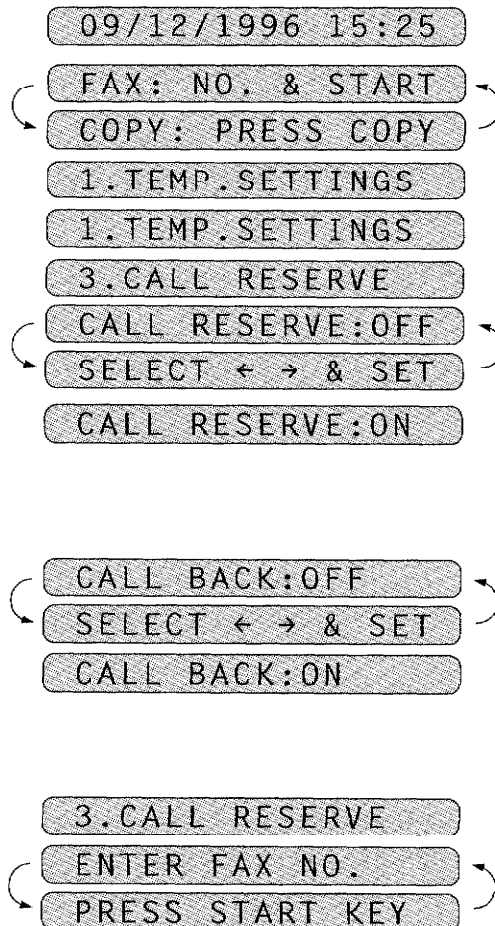 09/12/1996 15:25
FAX: NO. & START
COPY: PRESS COPY
1.TEMP.SETTINGS
1.TEMP.SETTINGS
3.CALL RESERVE
CALL RESERVE:OFF
SELECT ← → & SET
CALL RESERVE:ON
CALL BACK:OFF
SELECT ← → & SET
CALL BACK:ON
3.CALL RESERVE
ENTER FAX NO.
PRESS START KEY